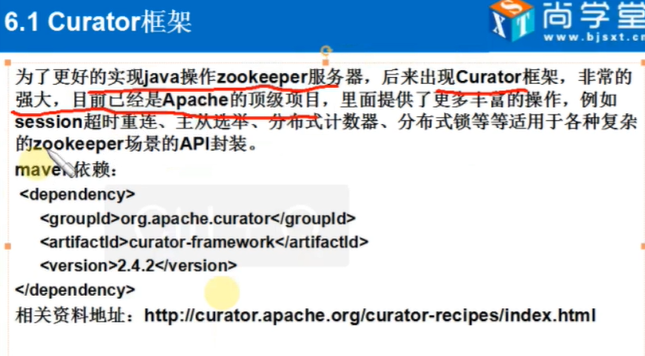 6.1 Curator框架
尚学堂
www.bjsxt.com
为了更好的实现java操作zookeeper服务器，后来出现Curator框架，非常的
强大，目前已经是Apache的顶级项目，里面提供了更多丰富的操作，例如
session超时重连、主从选举、分布式计数器、分布式锁等等适用于各种复杂
的zookeeper场景的API封装。
maven依赖：
<dependency>
<groupId>org.apache.curator</groupId>
<artifactId>curator-framework</artifactId>
<version>2.4.2</version>
</dependency>
相关资料地址：http://curator.apache.org/curator-recipes/index.html